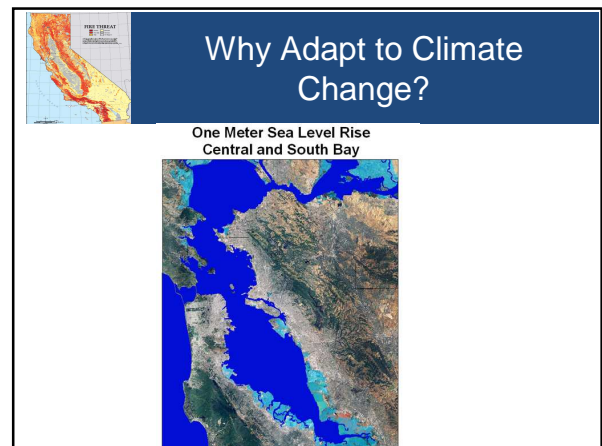 FIRE THREAT
Why Adapt to Climate
Change?
One Meter Sea Level Rise
Central and South Bay